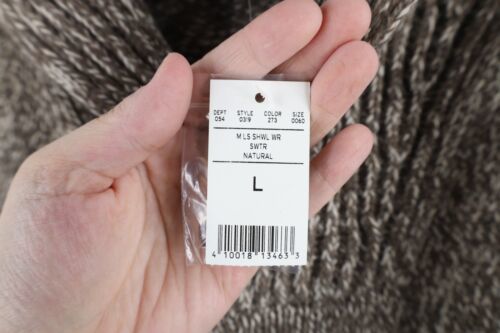 DEPT STYLE COLOR SIZE
054 0319 273 0060
M LS SHWL WR
SWTR
NATURAL
L
4 10018 13463 3